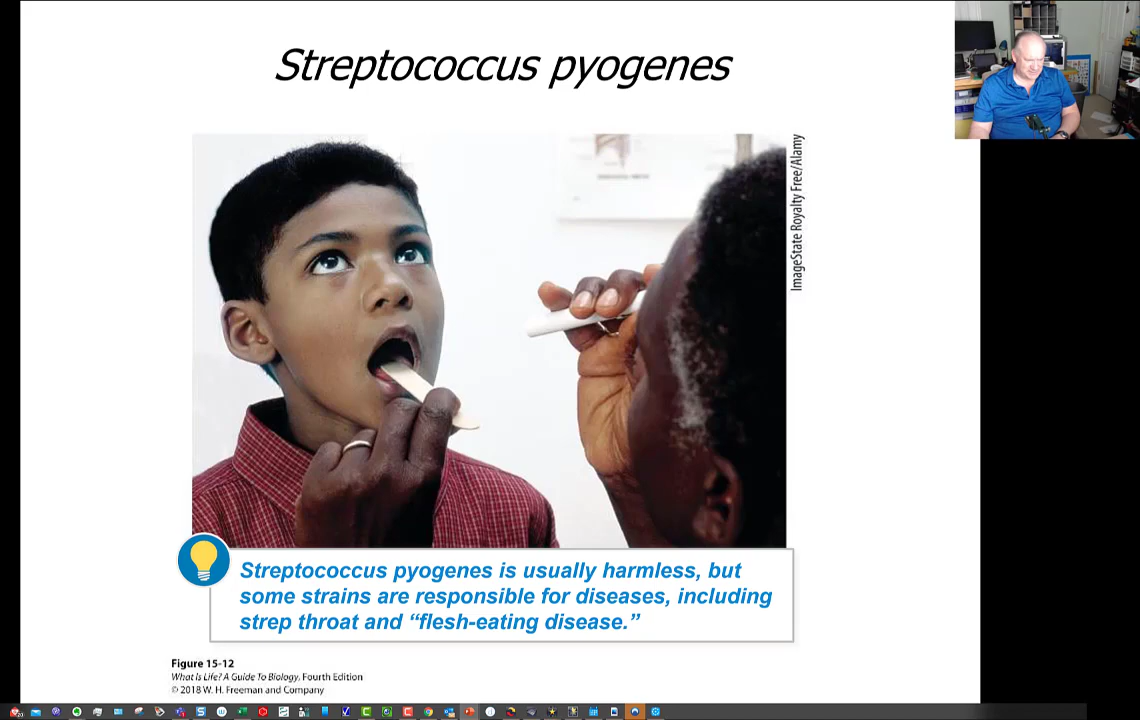 Streptococcus pyogenes
ImageState Royalty Free/Alamy
Streptococcus pyogenes is usually harmless, but
some strains are responsible for diseases, including
strep throat and “flesh-eating disease.”
Figure 15-12
What Is Life? A Guide To Biology, Fourth Edition
© 2018 W. H. Freeman and Company